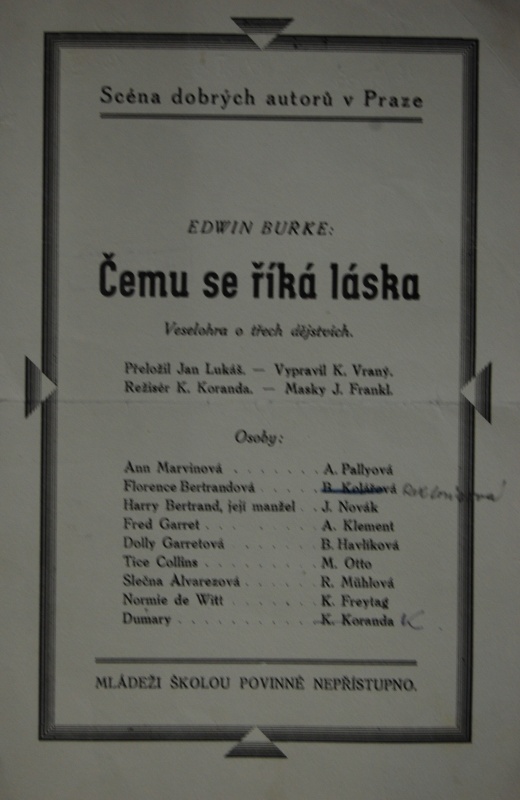 Scéna dobrých autorů v Praze
EDWIN BURKE:
Čemu se říká láska
Veselohra o třech dějstvích.
Přeložil Jan Lukáš. — Vypravil K. Vraný.
Režisér K. Koranda. — Masky J. Frankl.
Osoby:
Ann Marvinová . . . . . . . A. Pallyová
Florence Bertrandová . . . . . B. Kolářová
Harry Bertrand, její manžel . . J. Novák
Fred Garret . . . . . . . . . A. Klement
Dolly Garretová . . . . . . . B. Havlíková
Tice Collins . . . . . . . . . M. Otto
Slečna Alvarezová . . . . . . R. Mühlová
Normie de Witt . . . . . . . K. Freytag
Dumary . . . . . . . . . . . K. Koranda
MLÁDEŽI ŠKOLOU POVINNÉ NEPŘÍSTUPNO.